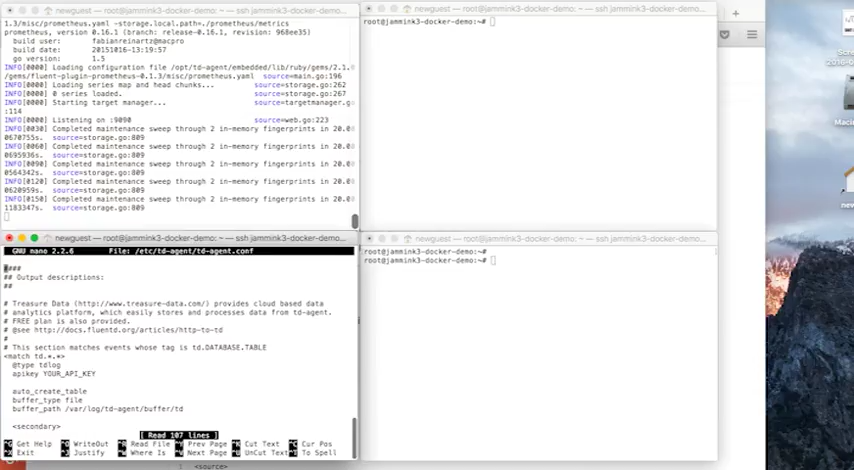 newguest — root@jammink3-docker-demo: ~ — ssh jammink3-docker-demo...
1.3/misc/prometheus.yaml -storage.local.path=./prometheus/metrics
prometheus, version 0.16.1 (branch: release-0.16.1, revision: 968ee35)
build user: fabianreinartz@macpro
build date: 20151016-13:19:57
go version: 1.5
INFO[0000] Loading configuration file /opt/td-agent/embedded/lib/ruby/gems/2.1.
/gems/fluent-plugin-prometheus-0.1.3/misc/prometheus.yaml source=main.go:196
INFO[0000] Loading series map and head chunks... source=storage.go:262
INFO[0000] 0 series loaded. source=storage.go:267
INFO[0000] Starting target manager... source=targetmanager.g
:114
INFO[0000] Listening on :9090 source=web.go:223
INFO[0030] Completed maintenance sweep through 2 in-memory fingerprints in 20.0
0670755s. source=storage.go:809
INFO[0060] Completed maintenance sweep through 2 in-memory fingerprints in 20.0
0695936s. source=storage.go:809
INFO[0090] Completed maintenance sweep through 2 in-memory fingerprints in 20.0
0564342s. source=storage.go:809
INFO[0120] Completed maintenance sweep through 2 in-memory fingerprints in 20.0
0620959s. source=storage.go:809
INFO[0150] Completed maintenance sweep through 2 in-memory fingerprints in 20.0
1183347s. source=storage.go:809
newguest — root@jammink3-docker-demo: ~ — ssh jammink3-docker-demo...
root@jammink3-docker-demo:~#
newguest — root@jammink3-docker-demo: ~ — ssh jammink3-docker-demo...
GNU nano 2.2.6 File: /etc/td-agent/td-agent.conf
####
## Output descriptions:
##
# Treasure Data (http://www.treasure-data.com/) provides cloud based data
# analytics platform, which easily stores and processes data from td-agent.
# FREE plan is also provided.
# @see http://docs.fluentd.org/articles/http-to-td
#
# This section matches events whose tag is td.DATABASE.TABLE
<match td.*.*>
@type tdlog
apikey YOUR_API_KEY
auto_create_table
buffer_type file
buffer_path /var/log/td-agent/buffer/td
<secondary>
[ Read 107 lines ]
^G Get Help ^O WriteOut ^R Read File ^Y Prev Page ^K Cut Text ^C Cur Pos
^X Exit ^J Justify ^W Where Is ^V Next Page ^U UnCut Text ^T To Spell
newguest — root@jammink3-docker-demo: ~ — ssh jammink3-docker-demo...
root@jammink3-docker-demo:~#
root@jammink3-docker-demo:~#
1 <source>
Scre
2016-0
Macin
new